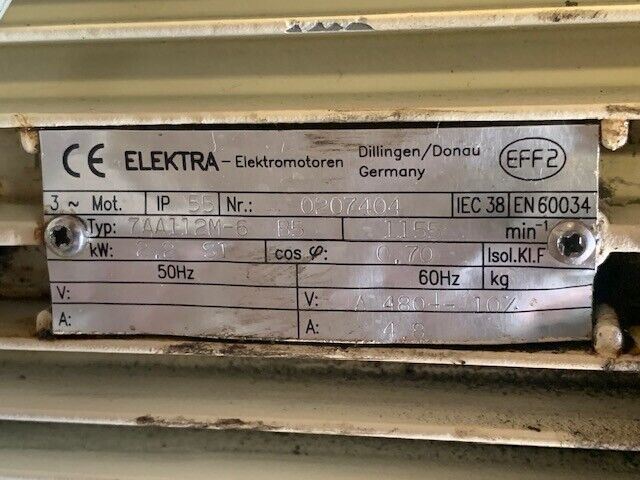 CE ELEKTRA – Elektromotoren Dillingen/Donau Germany EFF2
3 ~ Mot. IP 55 Nr.: 0207404 IEC 38 EN 60034
Typ: 7AA112M-6 B5 1155 min-1
kW: 2.2 S1 cos φ: 0,70 Isol.Kl.F
50Hz 60Hz kg
V: V: 480+-10%
A: A: 4.8